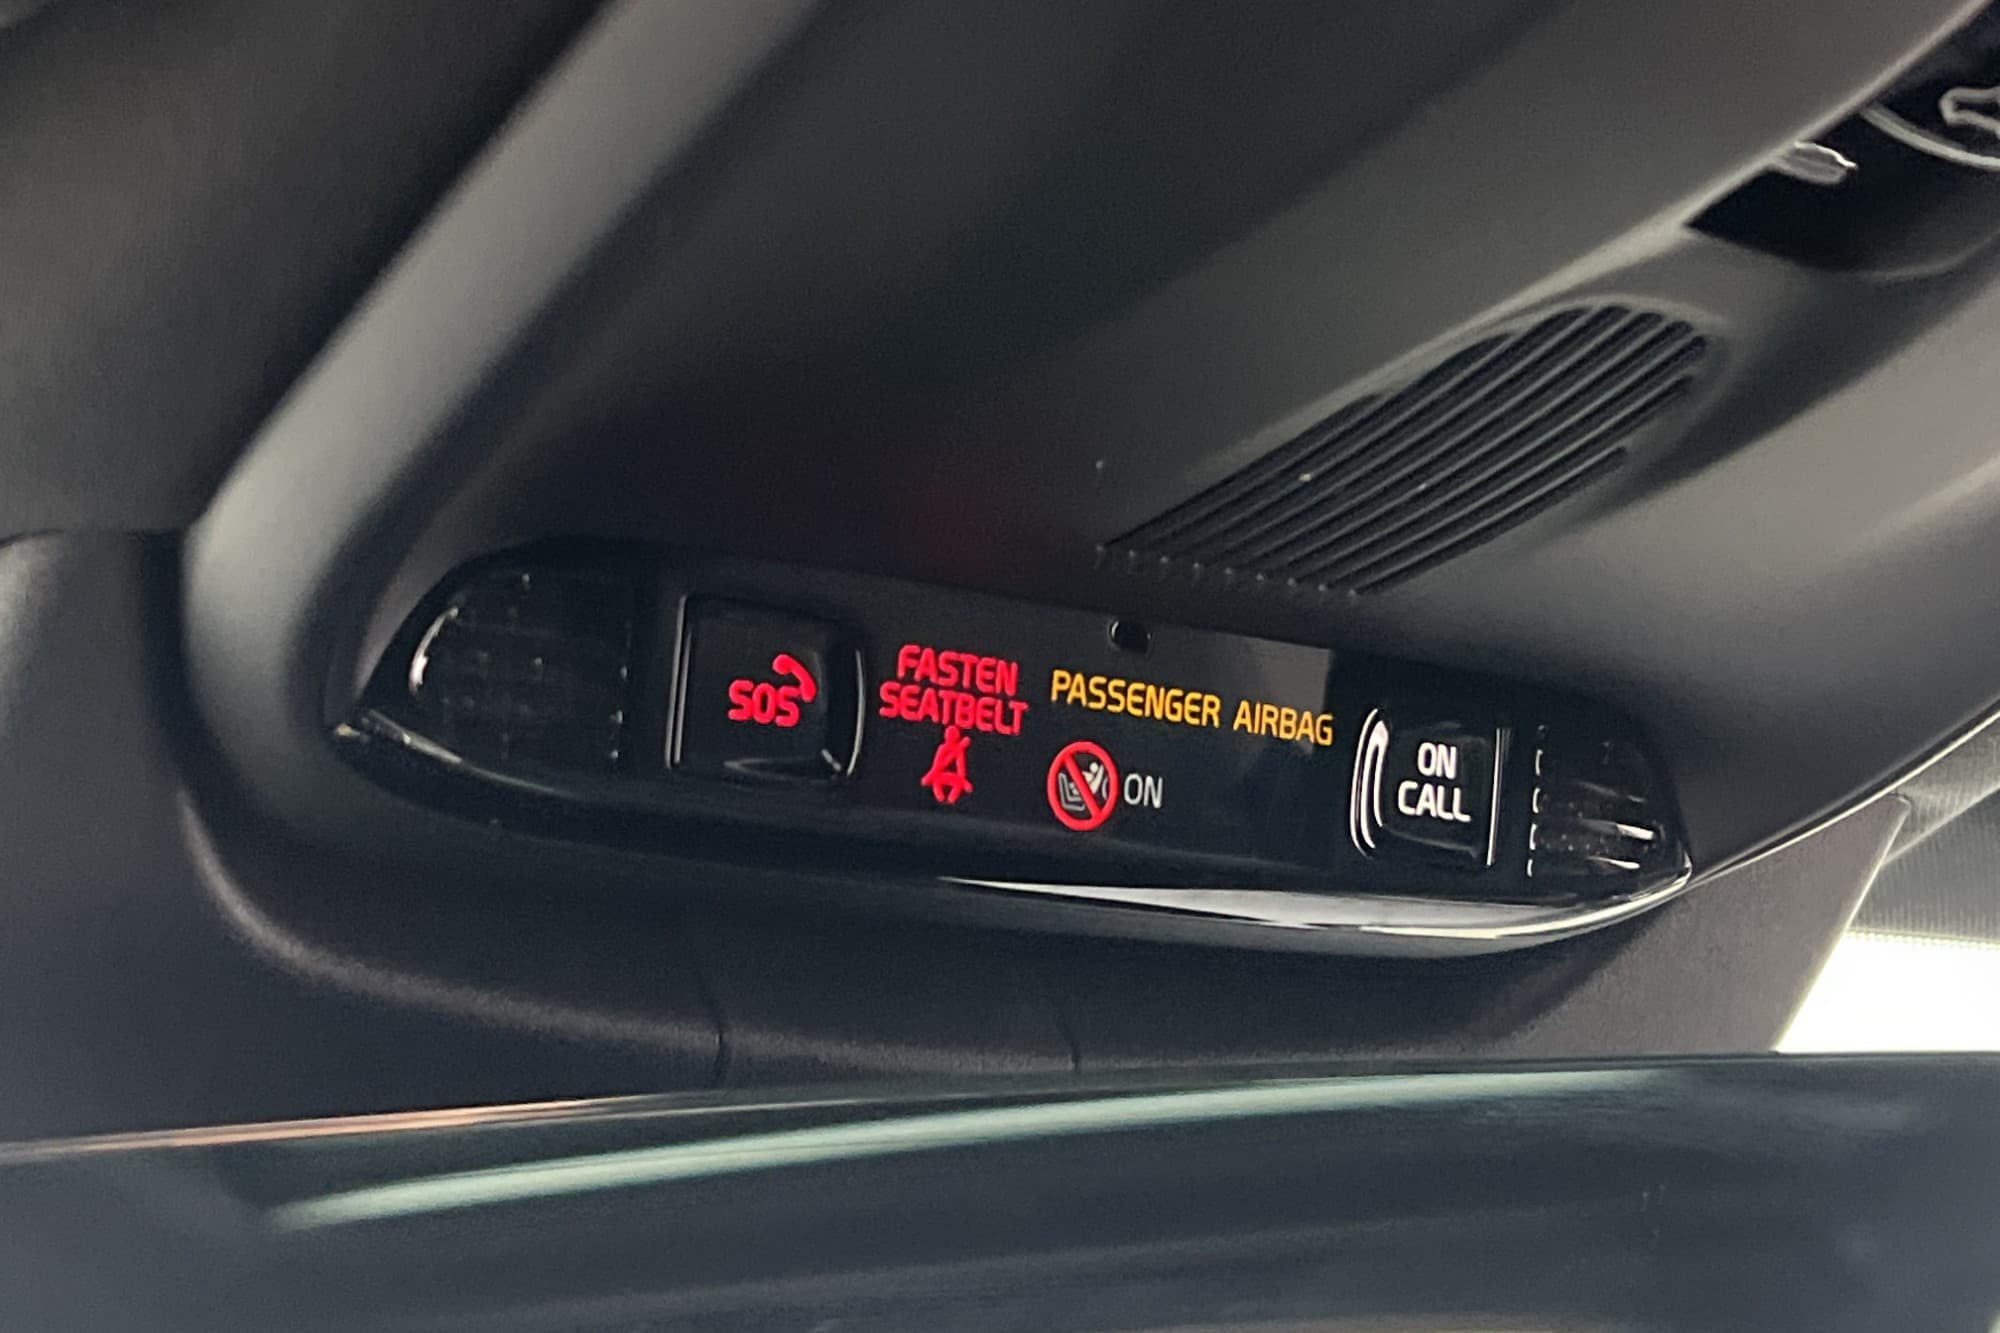 SOS
FASTEN
SEATBELT
PASSENGER AIRBAG
ON
ON
CALL